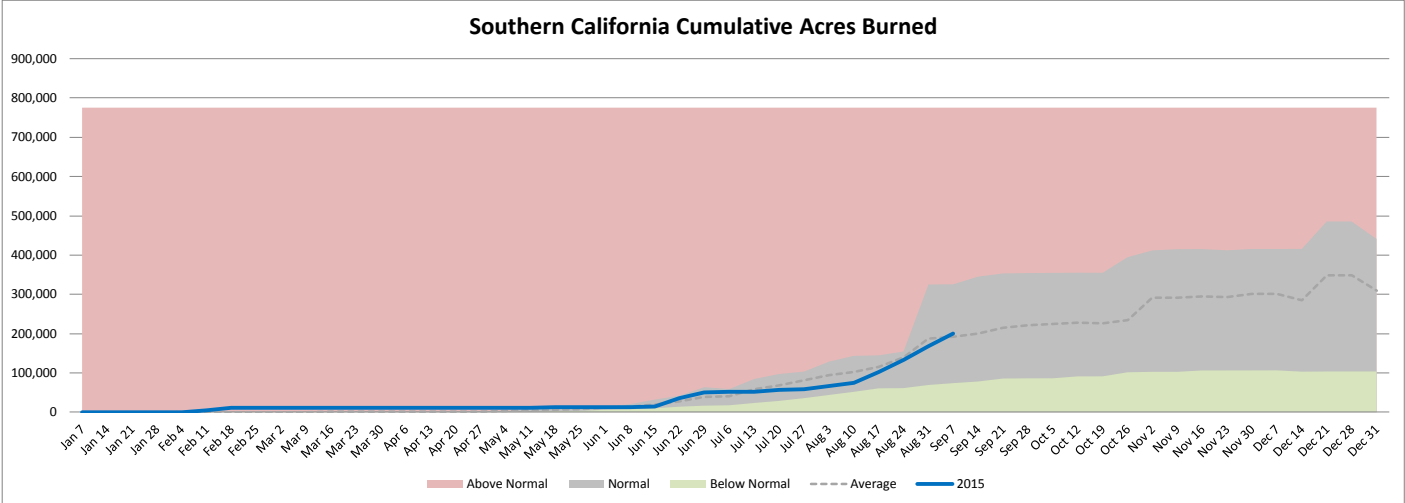 Southern California Cumulative Acres Burned
900,000
800,000
700,000
600,000
500,000
400,000
300,000
200,000
100,000
0
Jan 7
Jan 14
Jan 21
Jan 28
Feb 4
Feb 11
Feb 18
Feb 25
Mar 2
Mar 9
Mar 16
Mar 23
Mar 30
Apr 6
Apr 13
Apr 20
Apr 27
May 4
May 11
May 18
May 25
Jun 1
Jun 8
Jun 15
Jun 22
Jun 29
Jul 6
Jul 13
Jul 20
Jul 27
Aug 3
Aug 10
Aug 17
Aug 24
Aug 31
Sep 7
Sep 14
Sep 21
Sep 28
Oct 5
Oct 12
Oct 19
Oct 26
Nov 2
Nov 9
Nov 16
Nov 23
Nov 30
Dec 7
Dec 14
Dec 21
Dec 28
Dec 31
Above Normal Normal Below Normal Average 2015